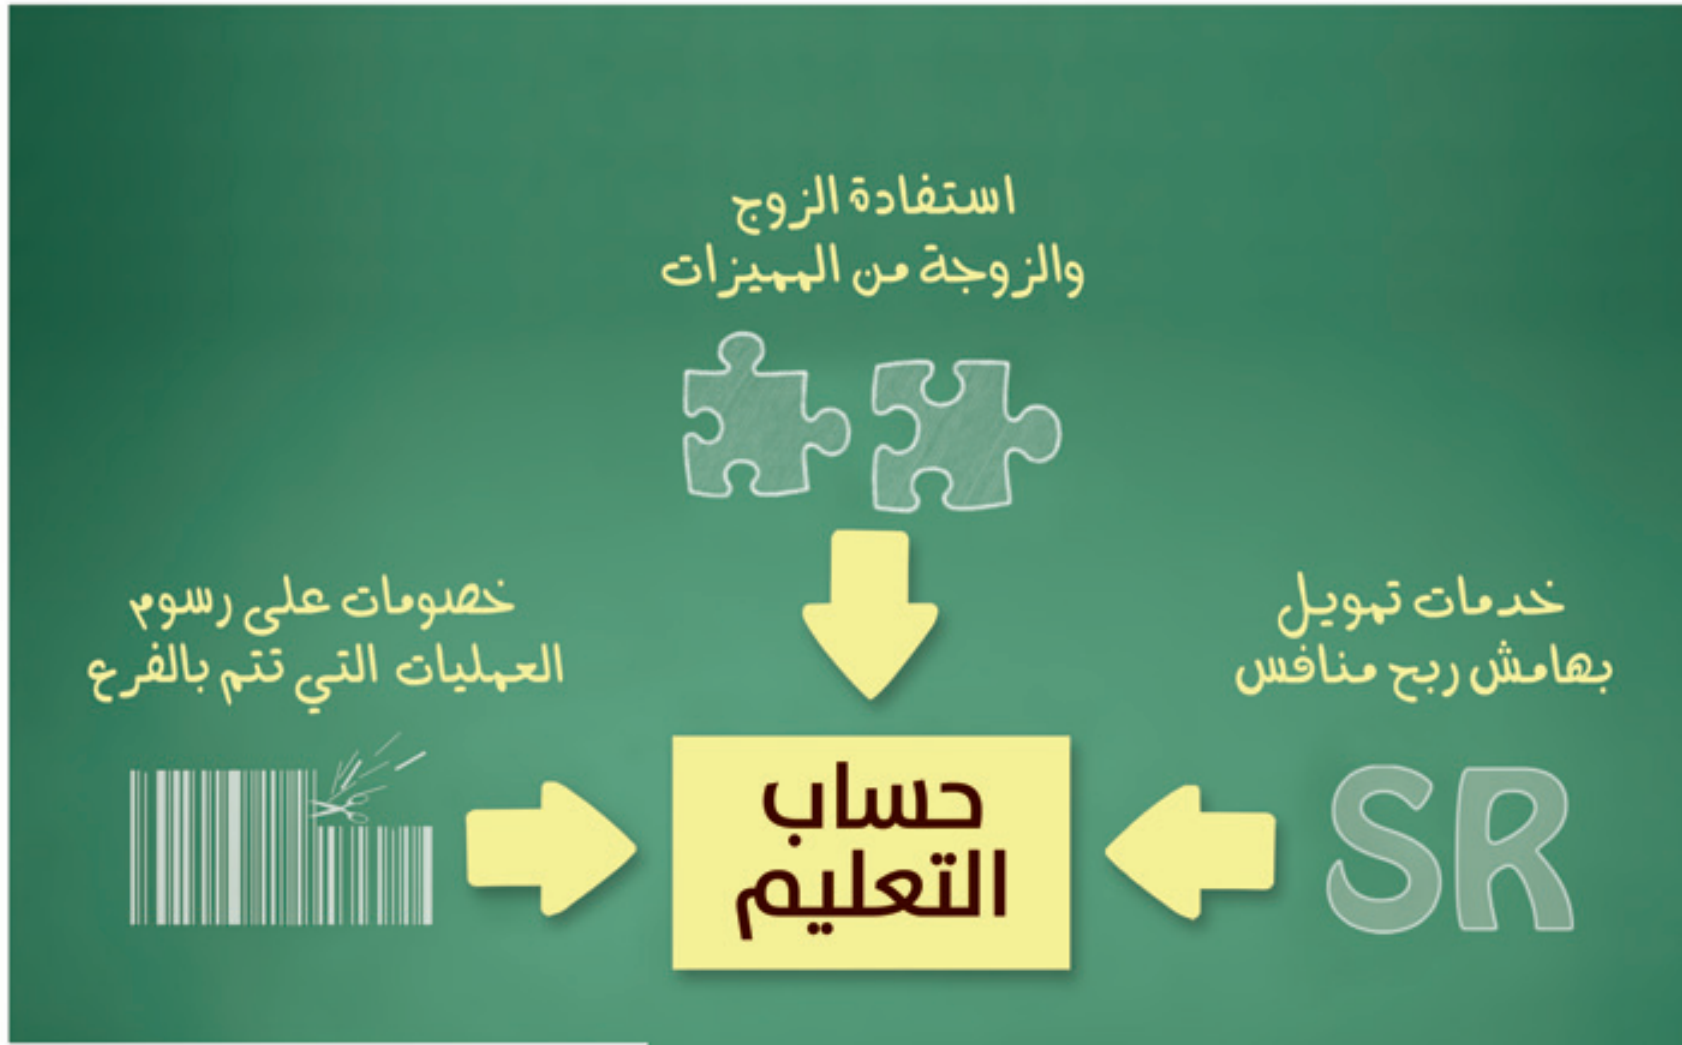 استفادة الزوج
والزوجة من المميزات
خدمات تمويل
بهامش ربح منافس
خصومات على رسوم
العمليات التي تتم بالفرع
SR
حساب
التعليم